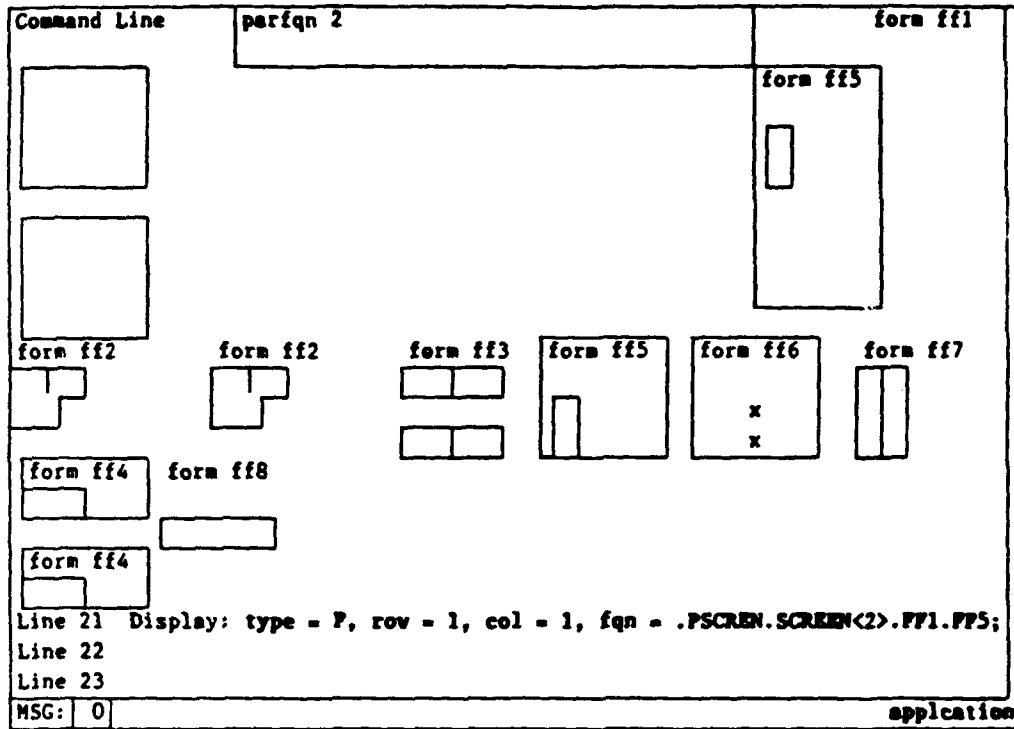 Command Line parfqn 2 form ff1
form ff5
form ff2 form ff2 form ff3 form ff5 form ff6 form ff7
x
x
form ff4 form ff8
form ff4
Line 21 Display: type = P, row = 1, col = 1, fqn = .PSCREN.SCREEN<2>.FF1.FF5;
Line 22
Line 23
MSG: 0 applcation